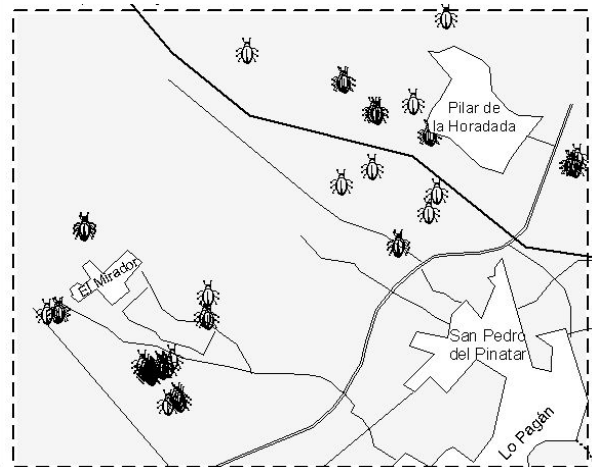 Pilar de
la Horadada
El Mirador
San Pedro
del Pinatar
Lo Pagán